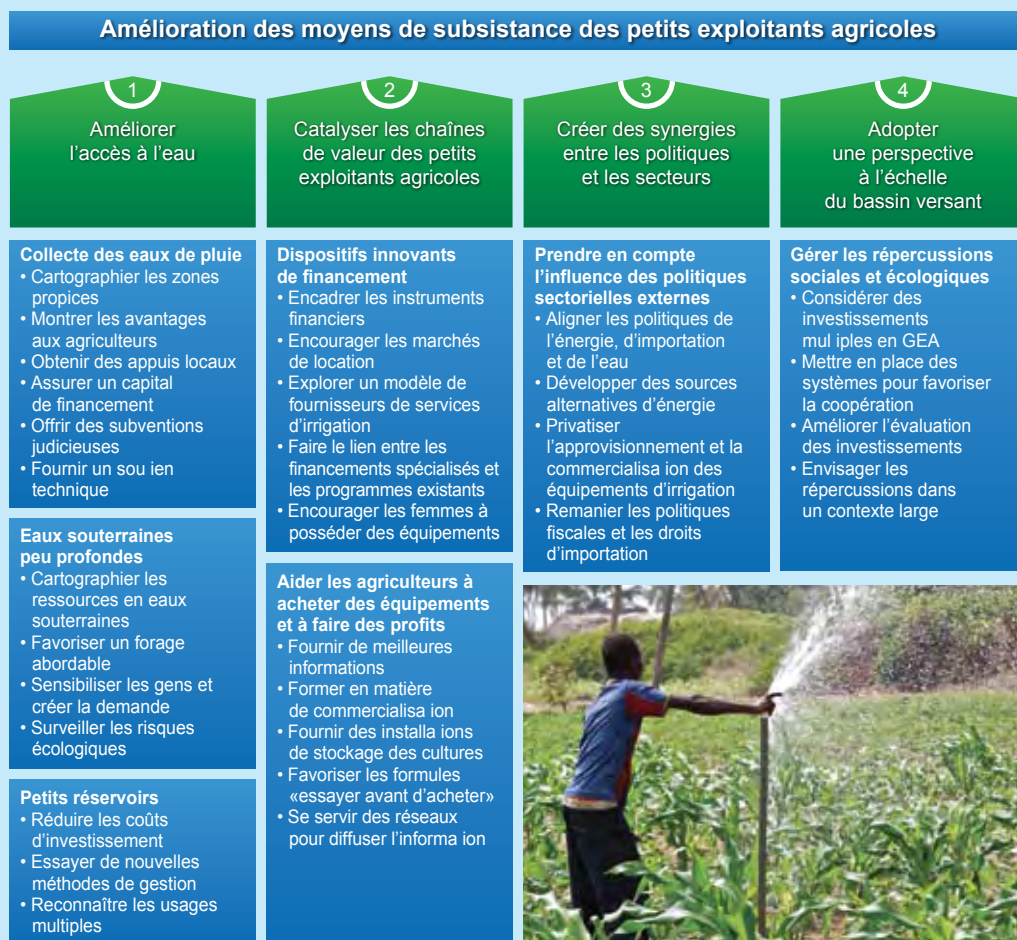 Amélioration des moyens de subsistance des petits exploitants agricoles
1
Améliorer
l’accès à l’eau
Collecte des eaux de pluie
• Cartographier les zones
propices
• Montrer les avantages
aux agriculteurs
• Obtenir des appuis locaux
• Assurer un capital
de financement
• Offrir des subventions
judicieuses
• Fournir un sou ien
technique
Eaux souterraines
peu profondes
• Cartographier les
ressources en eaux
souterraines
• Favoriser un forage
abordable
• Sensibiliser les gens et
créer la demande
• Surveiller les risques
écologiques
Petits réservoirs
• Réduire les coûts
d’investissement
• Essayer de nouvelles
méthodes de gestion
• Reconnaître les usages
multiples
2
Catalyser les chaînes
de valeur des petits
exploitants agricoles
Dispositifs innovants
de financement
• Encadrer les instruments
financiers
• Encourager les marchés
de location
• Explorer un modèle de
fournisseurs de services
d’irrigation
• Faire le lien entre les
financements spécialisés et
les programmes existants
• Encourager les femmes à
posséder des équipements
Aider les agriculteurs à
acheter des équipements
et à faire des profits
• Fournir de meilleures
informations
• Former en matière
de commercialisa ion
• Fournir des installa ions
de stockage des cultures
• Favoriser les formules
«essayer avant d’acheter»
• Se servir des réseaux
pour diffuser l’informa ion
3
Créer des synergies
entre les politiques
et les secteurs
Prendre en compte
l’influence des politiques
sectorielles externes
• Aligner les politiques de
l’énergie, d’importation
et de l’eau
• Développer des sources
alternatives d’énergie
• Privatiser
l’approvisionnement et la
commercialisa ion des
équipements d’irrigation
• Remanier les politiques
fiscales et les droits
d’importation
4
Adopter
une perspective
à l’échelle
du bassin versant
Gérer les répercussions
sociales et écologiques
• Considérer des
investissements
mul iples en GEA
• Mettre en place des
systèmes pour favoriser
la coopération
• Améliorer l’évaluation
des investissements
• Envisager les
répercussions dans
un contexte large